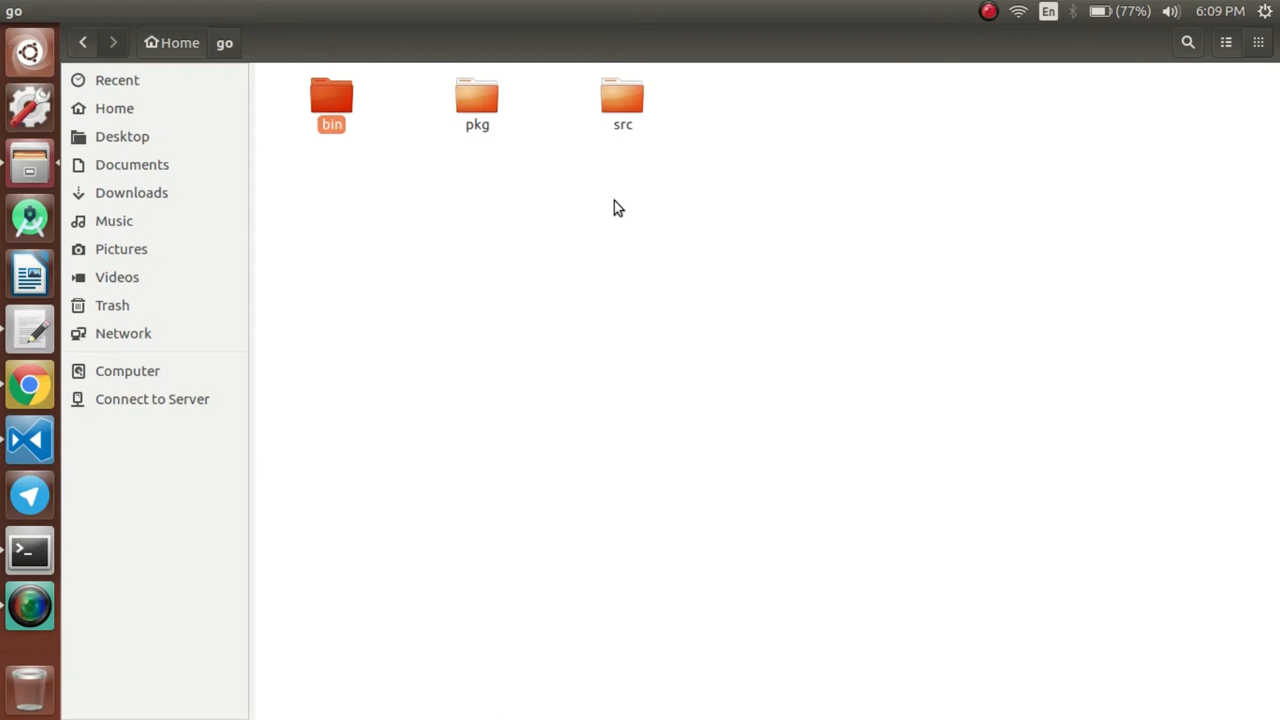 go
En
(77%)
6:09 PM
Home
go
Recent
Home
Desktop
Documents
Downloads
Music
Pictures
Videos
Trash
Network
Computer
Connect to Server
bin
pkg
src
>_